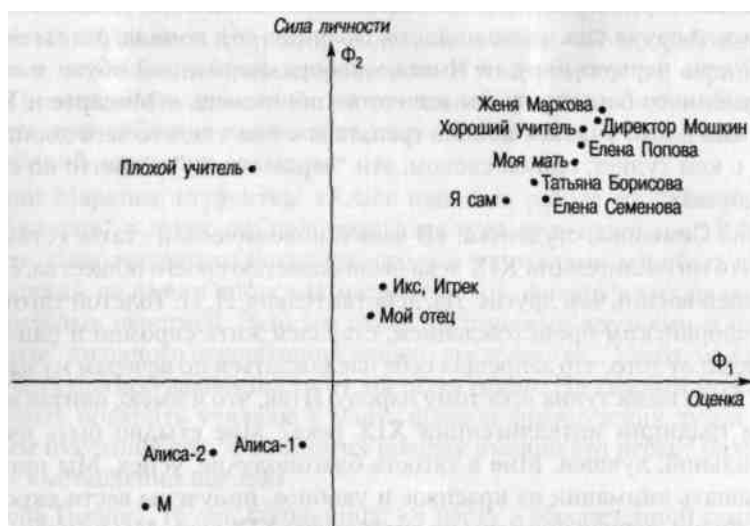 Сила личности
Ф2
Женя Маркова
Хороший учитель
Директор Мошкин
Елена Попова
Плохой учитель
Моя мать
Татьяна Борисова
Я сам
Елена Семенова
Икс, Игрек
Мой отец
Ф1
Оценка
Алиса-2
Алиса-1
М